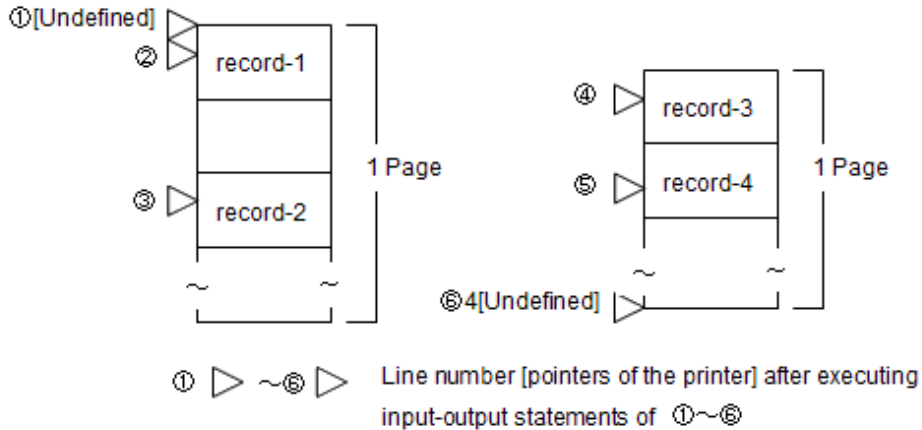 ①[Undefined]
② record-1
1 Page
③ record-2
④ record-3
⑤ record-4
1 Page
⑥4[Undefined]
① ～⑥ Line number [pointers of the printer] after executing
input-output statements of ①～⑥